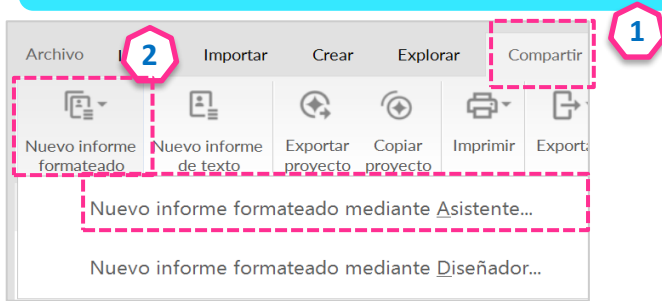 1
Archivo
2
Importar
Crear
Explorar
Compartir
Nuevo informe
formateado
Nuevo informe
de texto
Exportar
proyecto
Copiar
proyecto
Imprimir
Nuevo informe formateado mediante Asistente...
Nuevo informe formateado mediante Diseñador...